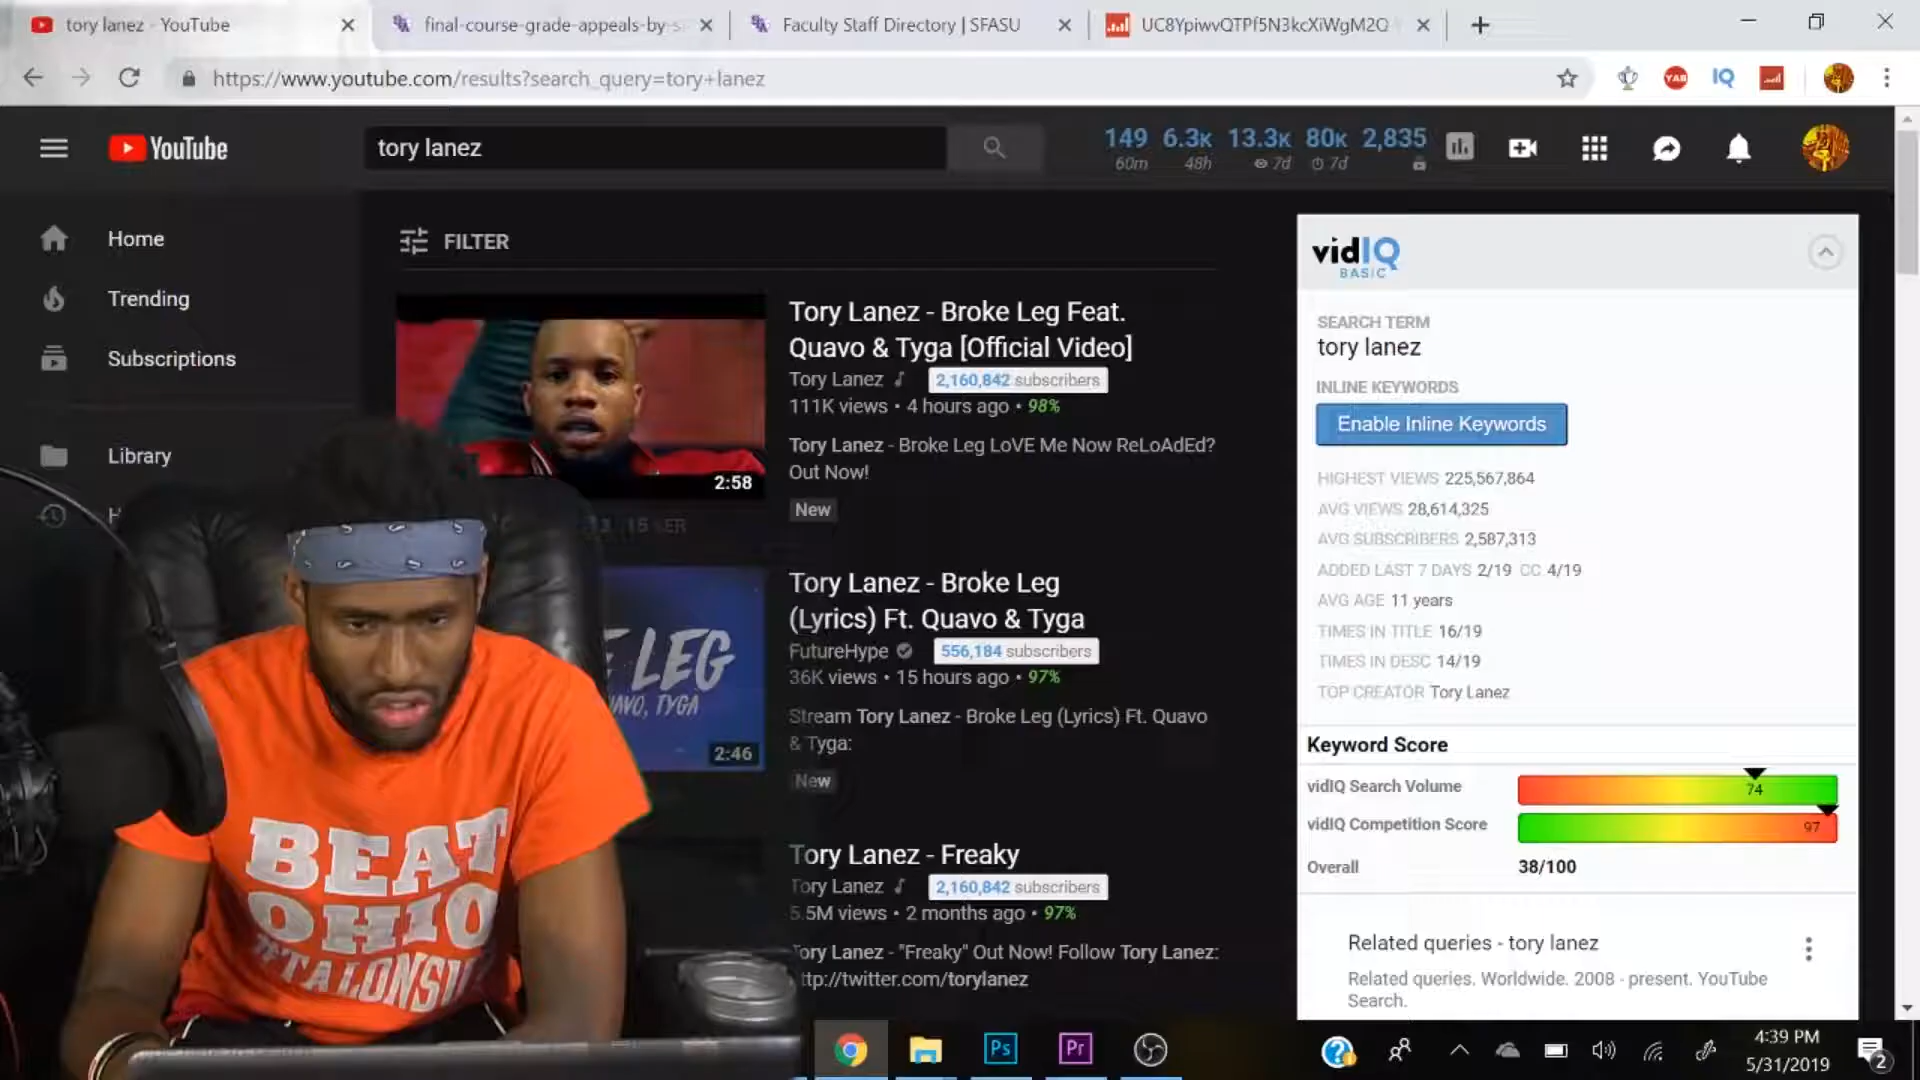 tory lanez - YouTube
final-course-grade-appeals-by-s
Faculty Staff Directory | SFASU
UC8YpiwvQTPf5N3kcXiWgM2Q
https://www.youtube.com/results?search_query=tory+lanez
YAB
IQ
YouTube
tory lanez
149 6.3K 13.3K 80K 2,835
60m 48h 7d 7d
Home
Trending
Subscriptions
Library
H
FILTER
Tory Lanez - Broke Leg Feat.
Quavo & Tyga [Official Video]
Tory Lanez 2,160,842 subscribers
111K views • 4 hours ago • 98%
Tory Lanez - Broke Leg LoVE Me Now ReLoAdEd?
Out Now!
New
2:58
Tory Lanez - Broke Leg
(Lyrics) Ft. Quavo & Tyga
FutureHype 556,184 subscribers
36K views • 15 hours ago • 97%
Stream Tory Lanez - Broke Leg (Lyrics) Ft. Quavo
& Tyga:
New
LEG
TYGA
2:46
Tory Lanez - Freaky
Tory Lanez 2,160,842 subscribers
5.5M views • 2 months ago • 97%
Tory Lanez - "Freaky" Out Now! Follow Tory Lanez:
ttp://twitter.com/torylanez
vidIQ
BASIC
SEARCH TERM
tory lanez
INLINE KEYWORDS
Enable Inline Keywords
HIGHEST VIEWS 225,567,864
AVG VIEWS 28,614,325
AVG SUBSCRIBERS 2,587,313
ADDED LAST 7 DAYS 2/19 CC 4/19
AVG AGE 11 years
TIMES IN TITLE 16/19
TIMES IN DESC 14/19
TOP CREATOR Tory Lanez
Keyword Score
vidIQ Search Volume 74
vidIQ Competition Score 97
Overall 38/100
Related queries - tory lanez
Related queries. Worldwide. 2008 - present. YouTube
Search.
BEAT
OHIO
Ps
Pr
4:39 PM
5/31/2019
2